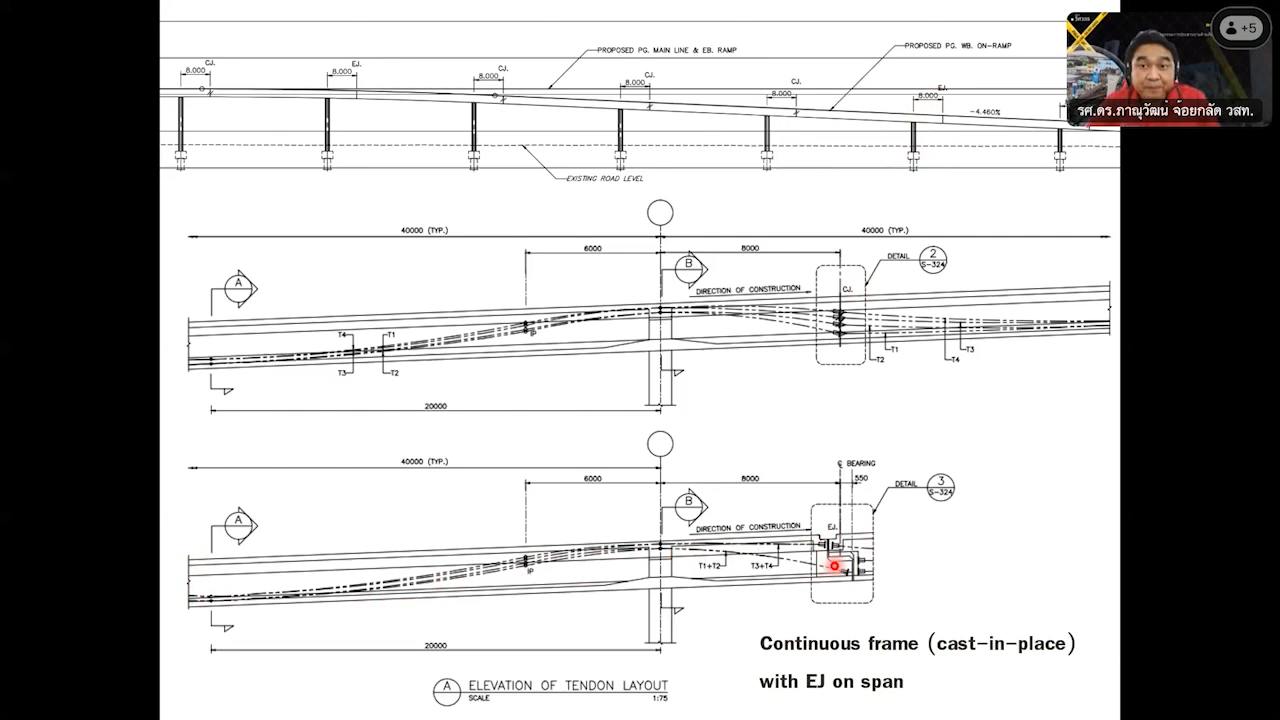 PROPOSED PG. MAIN LINE & EB. RAMP
PROPOSED PG. WB. ON-RAMP
+5
CJ.
EJ.
CJ.
CJ.
CJ.
EJ.
8.000
8.000
8.000
8.000
8.000
8.000
-4.460%
รศ.ดร.ภาณุวัฒน์ จ้อยกลัด วสท.
EXISTING ROAD LEVEL
40000 (TYP.)
40000 (TYP.)
6000
8000
DETAIL
2
S-324
A
B
DIRECTION OF CONSTRUCTION
CJ.
T4
T1
IP
T3
T2
T1
T2
T4
T3
20000
40000 (TYP.)
℄ BEARING
6000
8000
550
DETAIL
3
S-324
A
B
DIRECTION OF CONSTRUCTION
EJ.
IP
T1+T2
T3+T4
20000
Continuous frame (cast-in-place)
with EJ on span
A
ELEVATION OF TENDON LAYOUT
SCALE
1:75